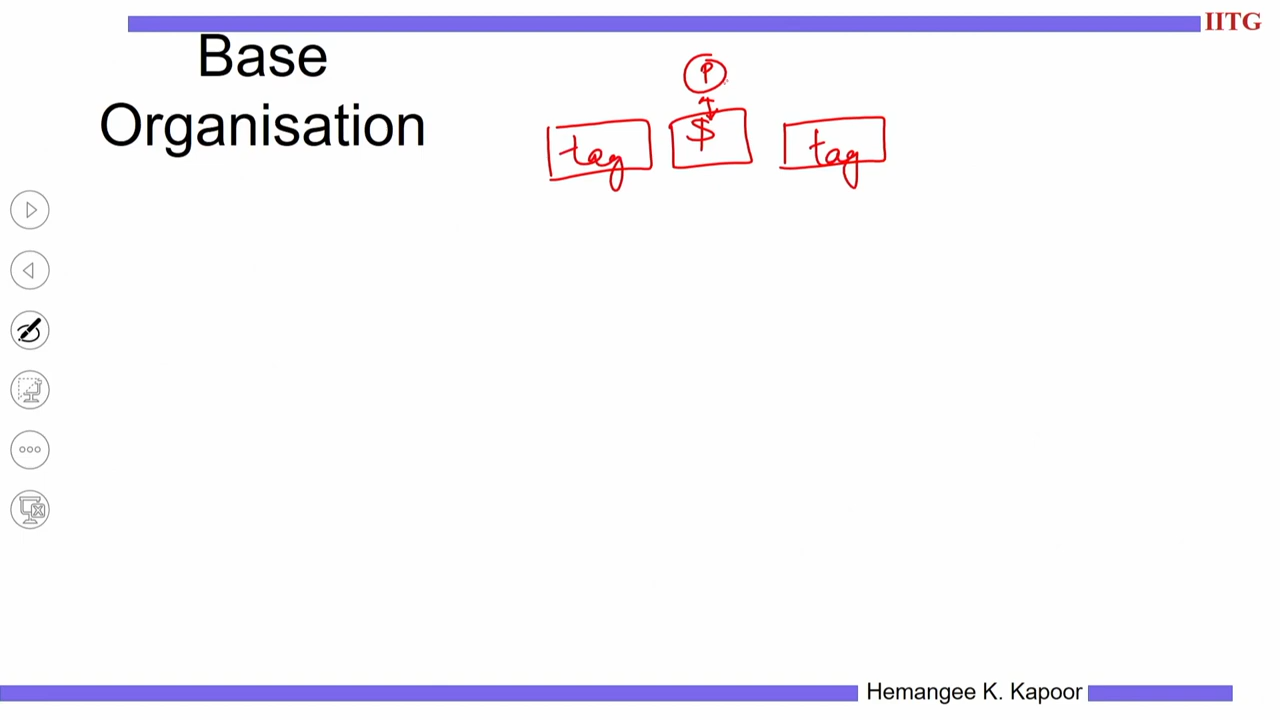 IITG
Base
Organisation
P
tag $ tag
Hemangee K. Kapoor